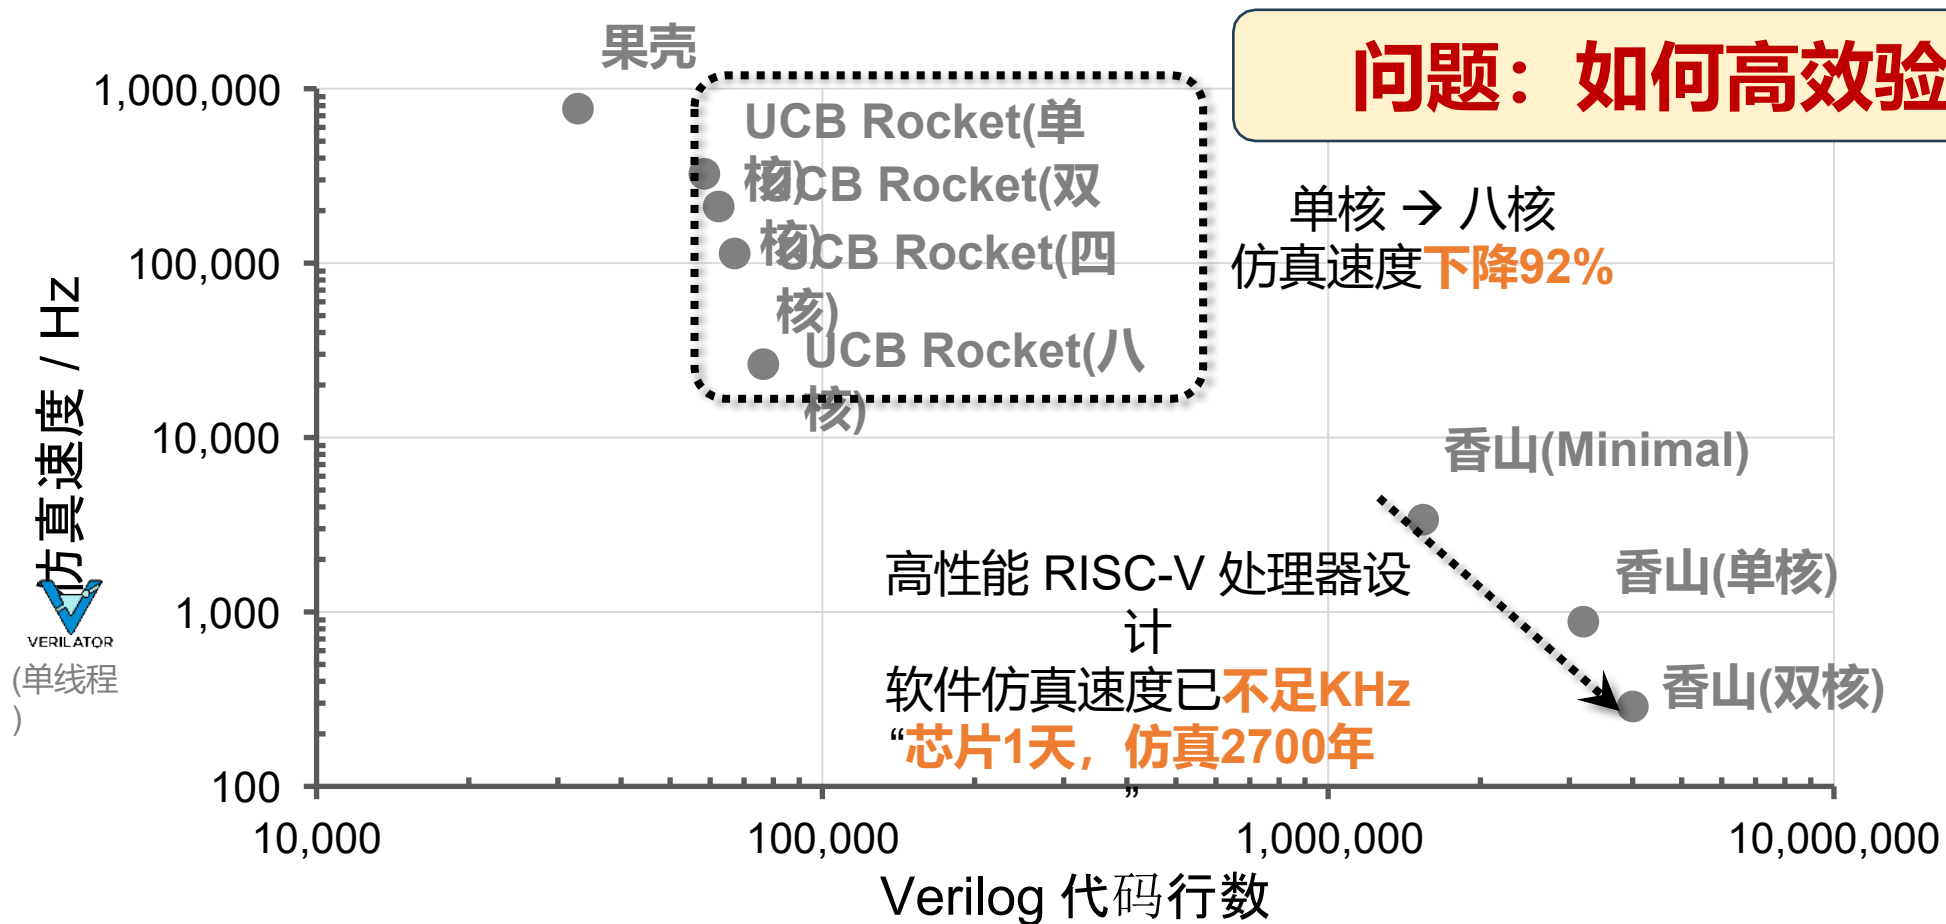 果壳
问题：如何高效验
1,000,000
UCB Rocket(单
核)
UCB Rocket(双
核)
UCB Rocket(四
核)
UCB Rocket(八
核)
单核 → 八核
仿真速度下降92%
100,000
仿真速度 / Hz
10,000
香山(Minimal)
高性能 RISC-V 处理器设
计
软件仿真速度已不足KHz
“芯片1天，仿真2700年
”
香山(单核)
1,000
VERILATOR
(单线程
)
香山(双核)
100
10,000
100,000
1,000,000
10,000,000
Verilog 代码行数